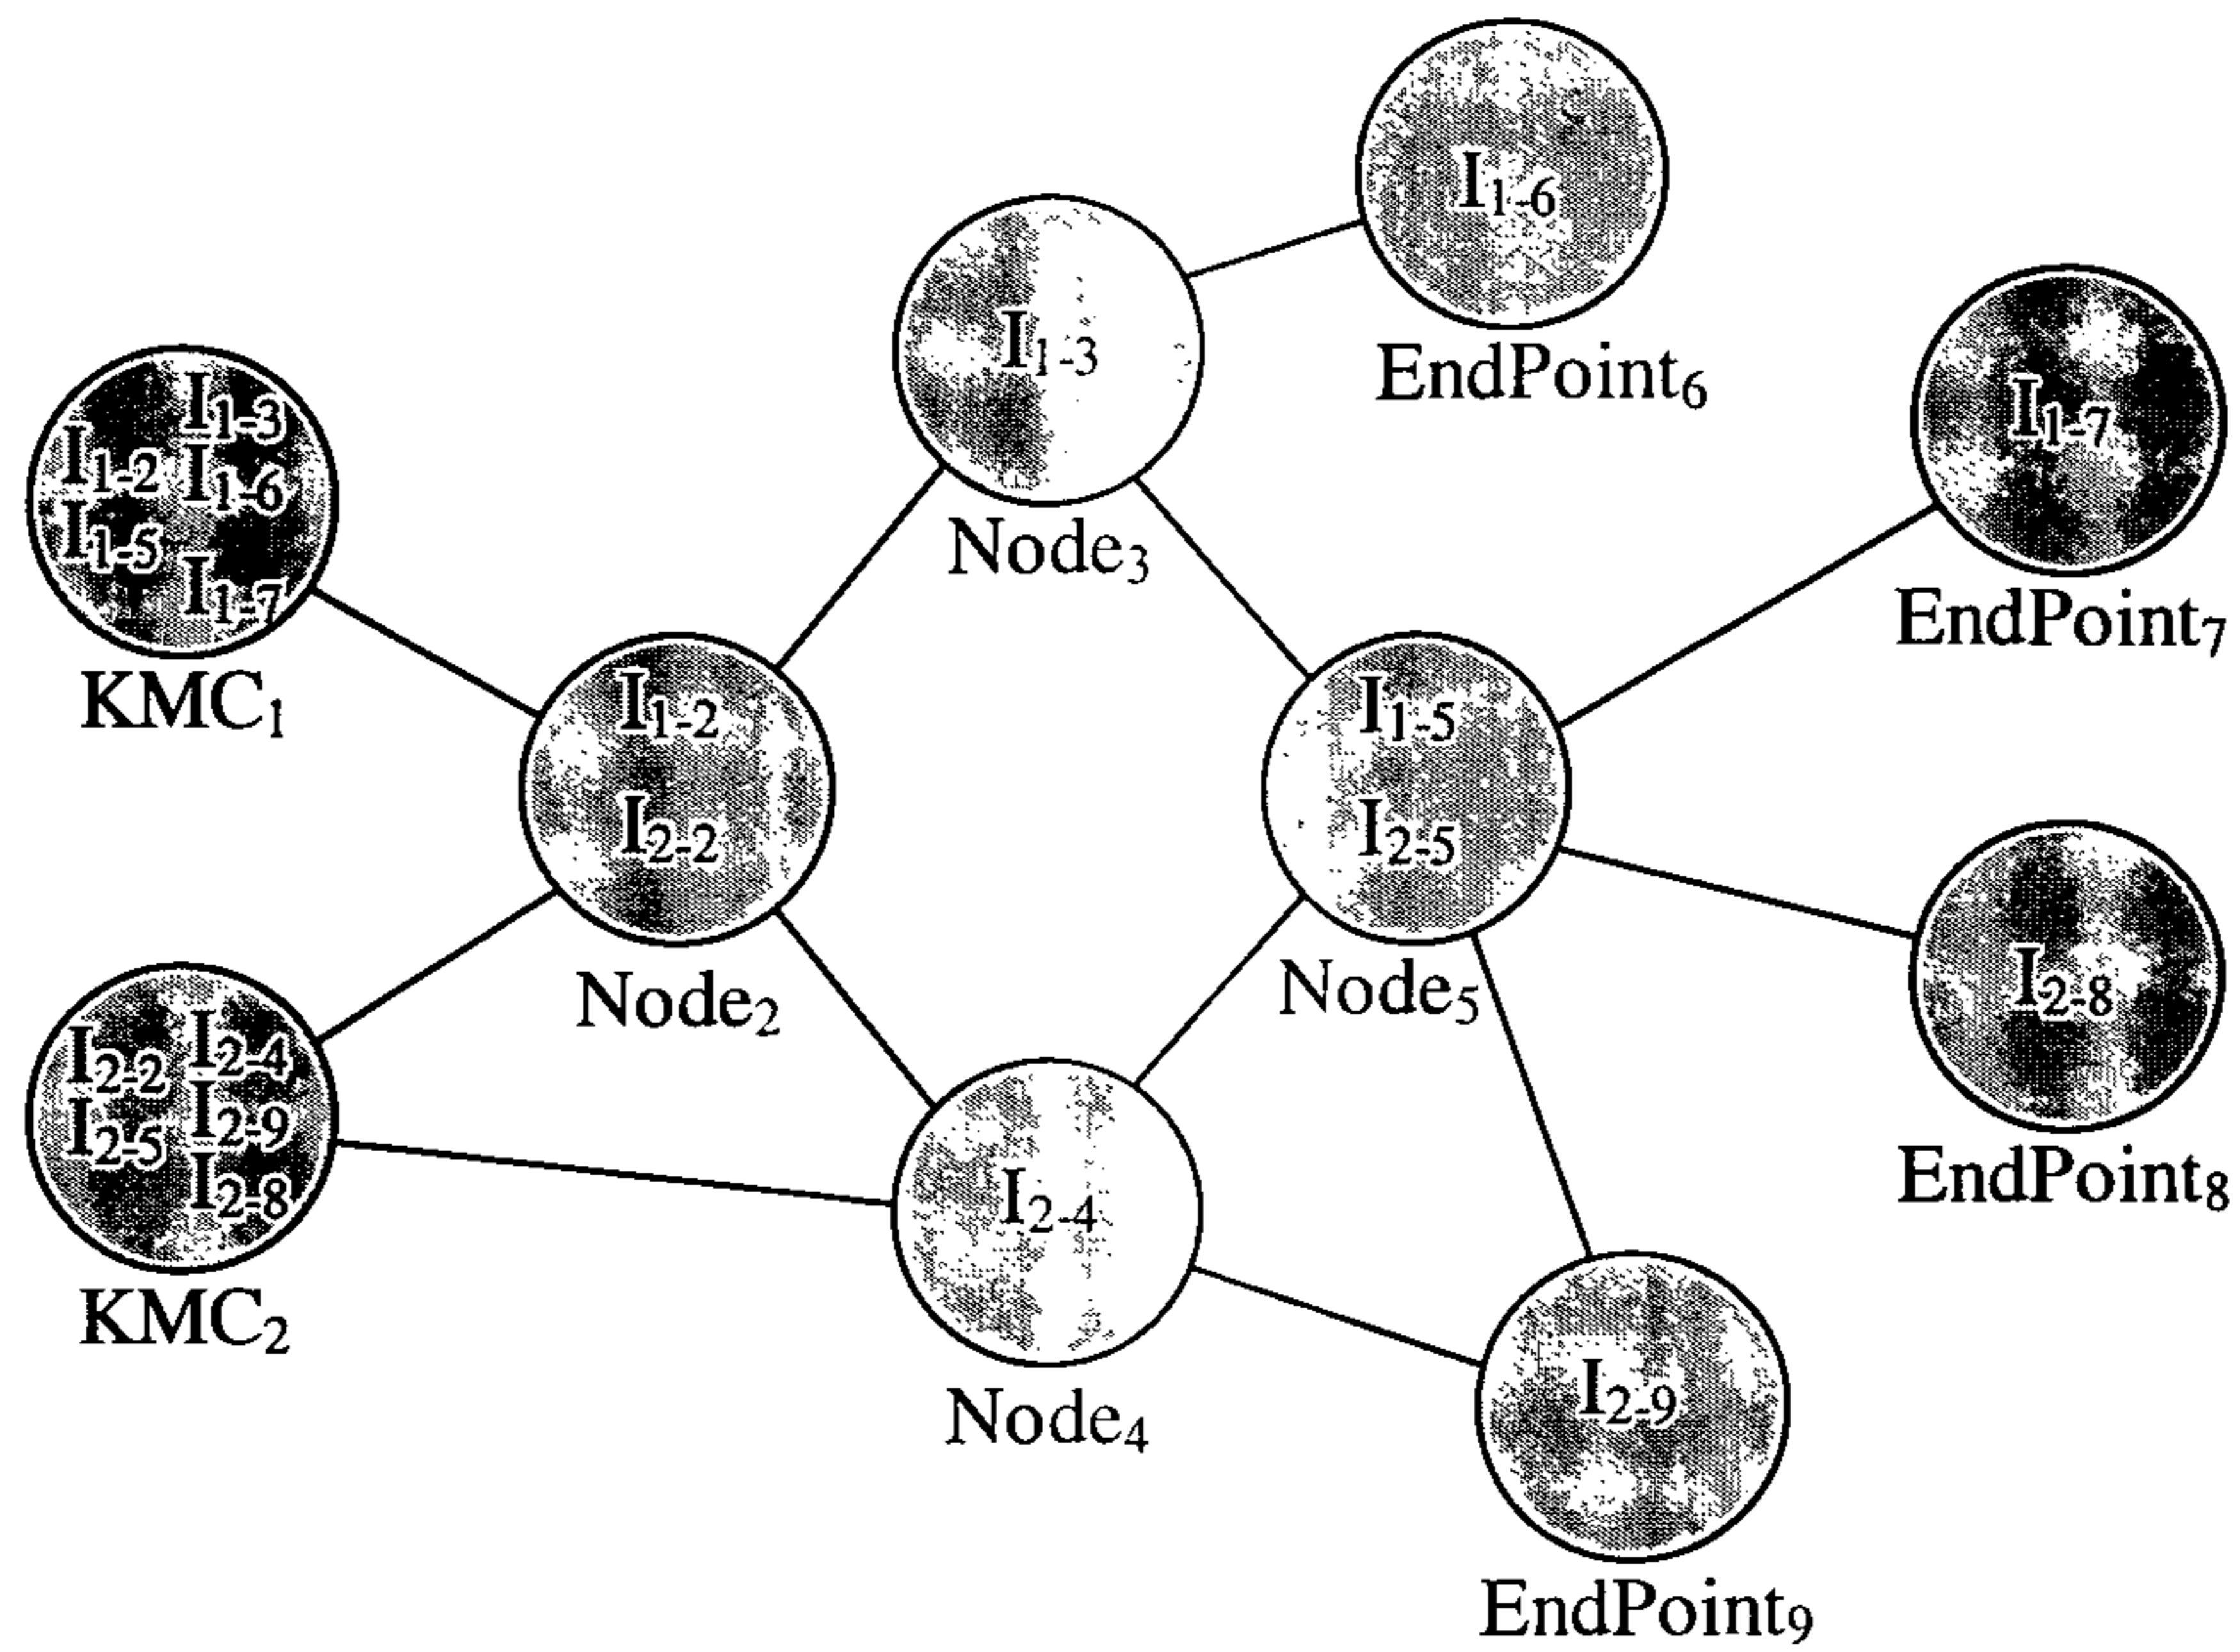 I₁₋₆
EndPoint₆
I₁₋₃
Node₃
I₁₋₇
EndPoint₇
I₁₋₃
I₁₋₂
I₁₋₆
I₁₋₅
I₁₋₇
KMC₁
I₁₋₂
I₂₋₂
Node₂
I₁₋₅
I₂₋₅
Node₅
I₂₋₈
EndPoint₈
I₂₋₄
I₂₋₂
I₂₋₉
I₂₋₅
I₂₋₈
KMC₂
I₂₋₄
Node₄
I₂₋₉
EndPoint₉